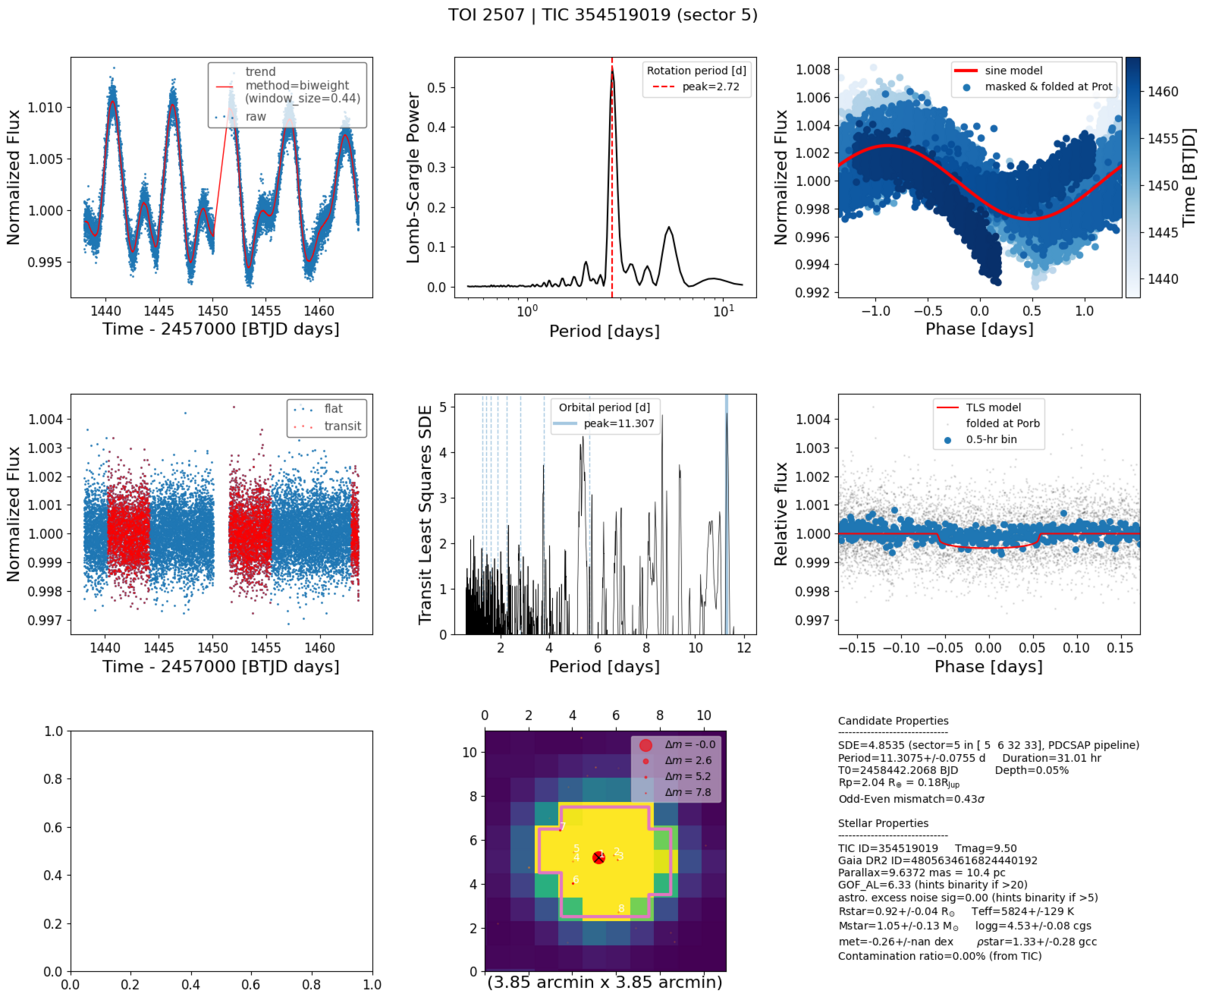 TOI 2507 | TIC 354519019 (sector 5)
trend
method=biweight
(window_size=0.44)
raw
1.010
1.005
1.000
0.995
Normalized Flux
1440 1445 1450 1455 1460
Time - 2457000 [BTJD days]
Rotation period [d]
peak=2.72
0.5
0.4
0.3
0.2
0.1
0.0
Lomb-Scargle Power
10⁰ 10¹
Period [days]
sine model
masked & folded at Prot
1.008
1.006
1.004
1.002
1.000
0.998
0.996
0.994
0.992
Normalized Flux
−1.0 −0.5 0.0 0.5 1.0
Phase [days]
1460
1455
1450
1445
1440
Time [BTJD]
flat
transit
1.004
1.003
1.002
1.001
1.000
0.999
0.998
0.997
Normalized Flux
1440 1445 1450 1455 1460
Time - 2457000 [BTJD days]
Orbital period [d]
peak=11.307
5
4
3
2
1
0
Transit Least Squares SDE
2 4 6 8 10 12
Period [days]
TLS model
folded at Porb
0.5-hr bin
1.004
1.003
1.002
1.001
1.000
0.999
0.998
0.997
Relative flux
−0.15 −0.10 −0.05 0.00 0.05 0.10 0.15
Phase [days]
1.0
0.8
0.6
0.4
0.2
0.0
0.0 0.2 0.4 0.6 0.8 1.0
0 2 4 6 8 10
10
8
6
4
2
0
Δm = -0.0
Δm = 2.6
Δm = 5.2
Δm = 7.8
7
5
4
2
3
6
8
(3.85 arcmin x 3.85 arcmin)
Candidate Properties
------------------------------
SDE=4.8535 (sector=5 in [ 5 6 32 33], PDCSAP pipeline)
Period=11.3075+/-0.0755 d Duration=31.01 hr
T0=2458442.2068 BJD Depth=0.05%
Rp=2.04 R⊕ = 0.18RJup
Odd-Even mismatch=0.43σ
Stellar Properties
------------------------------
TIC ID=354519019 Tmag=9.50
Gaia DR2 ID=4805634616824440192
Parallax=9.6372 mas = 10.4 pc
GOF_AL=6.33 (hints binarity if >20)
astro. excess noise sig=0.00 (hints binarity if >5)
Rstar=0.92+/-0.04 R⊙ Teff=5824+/-129 K
Mstar=1.05+/-0.13 M⊙ logg=4.53+/-0.08 cgs
met=-0.26+/-nan dex ρstar=1.33+/-0.28 gcc
Contamination ratio=0.00% (from TIC)